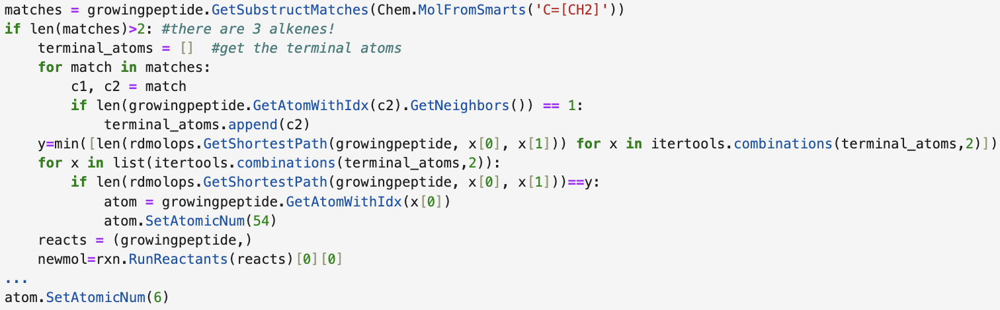 matches = growingpeptide.GetSubstructMatches(Chem.MolFromSmarts('C=[CH2]'))
if len(matches)>2: #there are 3 alkenes!
    terminal_atoms = []  #get the terminal atoms
    for match in matches:
        c1, c2 = match
        if len(growingpeptide.GetAtomWithIdx(c2).GetNeighbors()) == 1:
            terminal_atoms.append(c2)
    y=min([len(rdmolops.GetShortestPath(growingpeptide, x[0], x[1])) for x in itertools.combinations(terminal_atoms,2)])
    for x in list(itertools.combinations(terminal_atoms,2)):
        if len(rdmolops.GetShortestPath(growingpeptide, x[0], x[1]))==y:
            atom = growingpeptide.GetAtomWithIdx(x[0])
            atom.SetAtomicNum(54)
    reacts = (growingpeptide,)
    newmol=rxn.RunReactants(reacts)[0][0]
...
atom.SetAtomicNum(6)